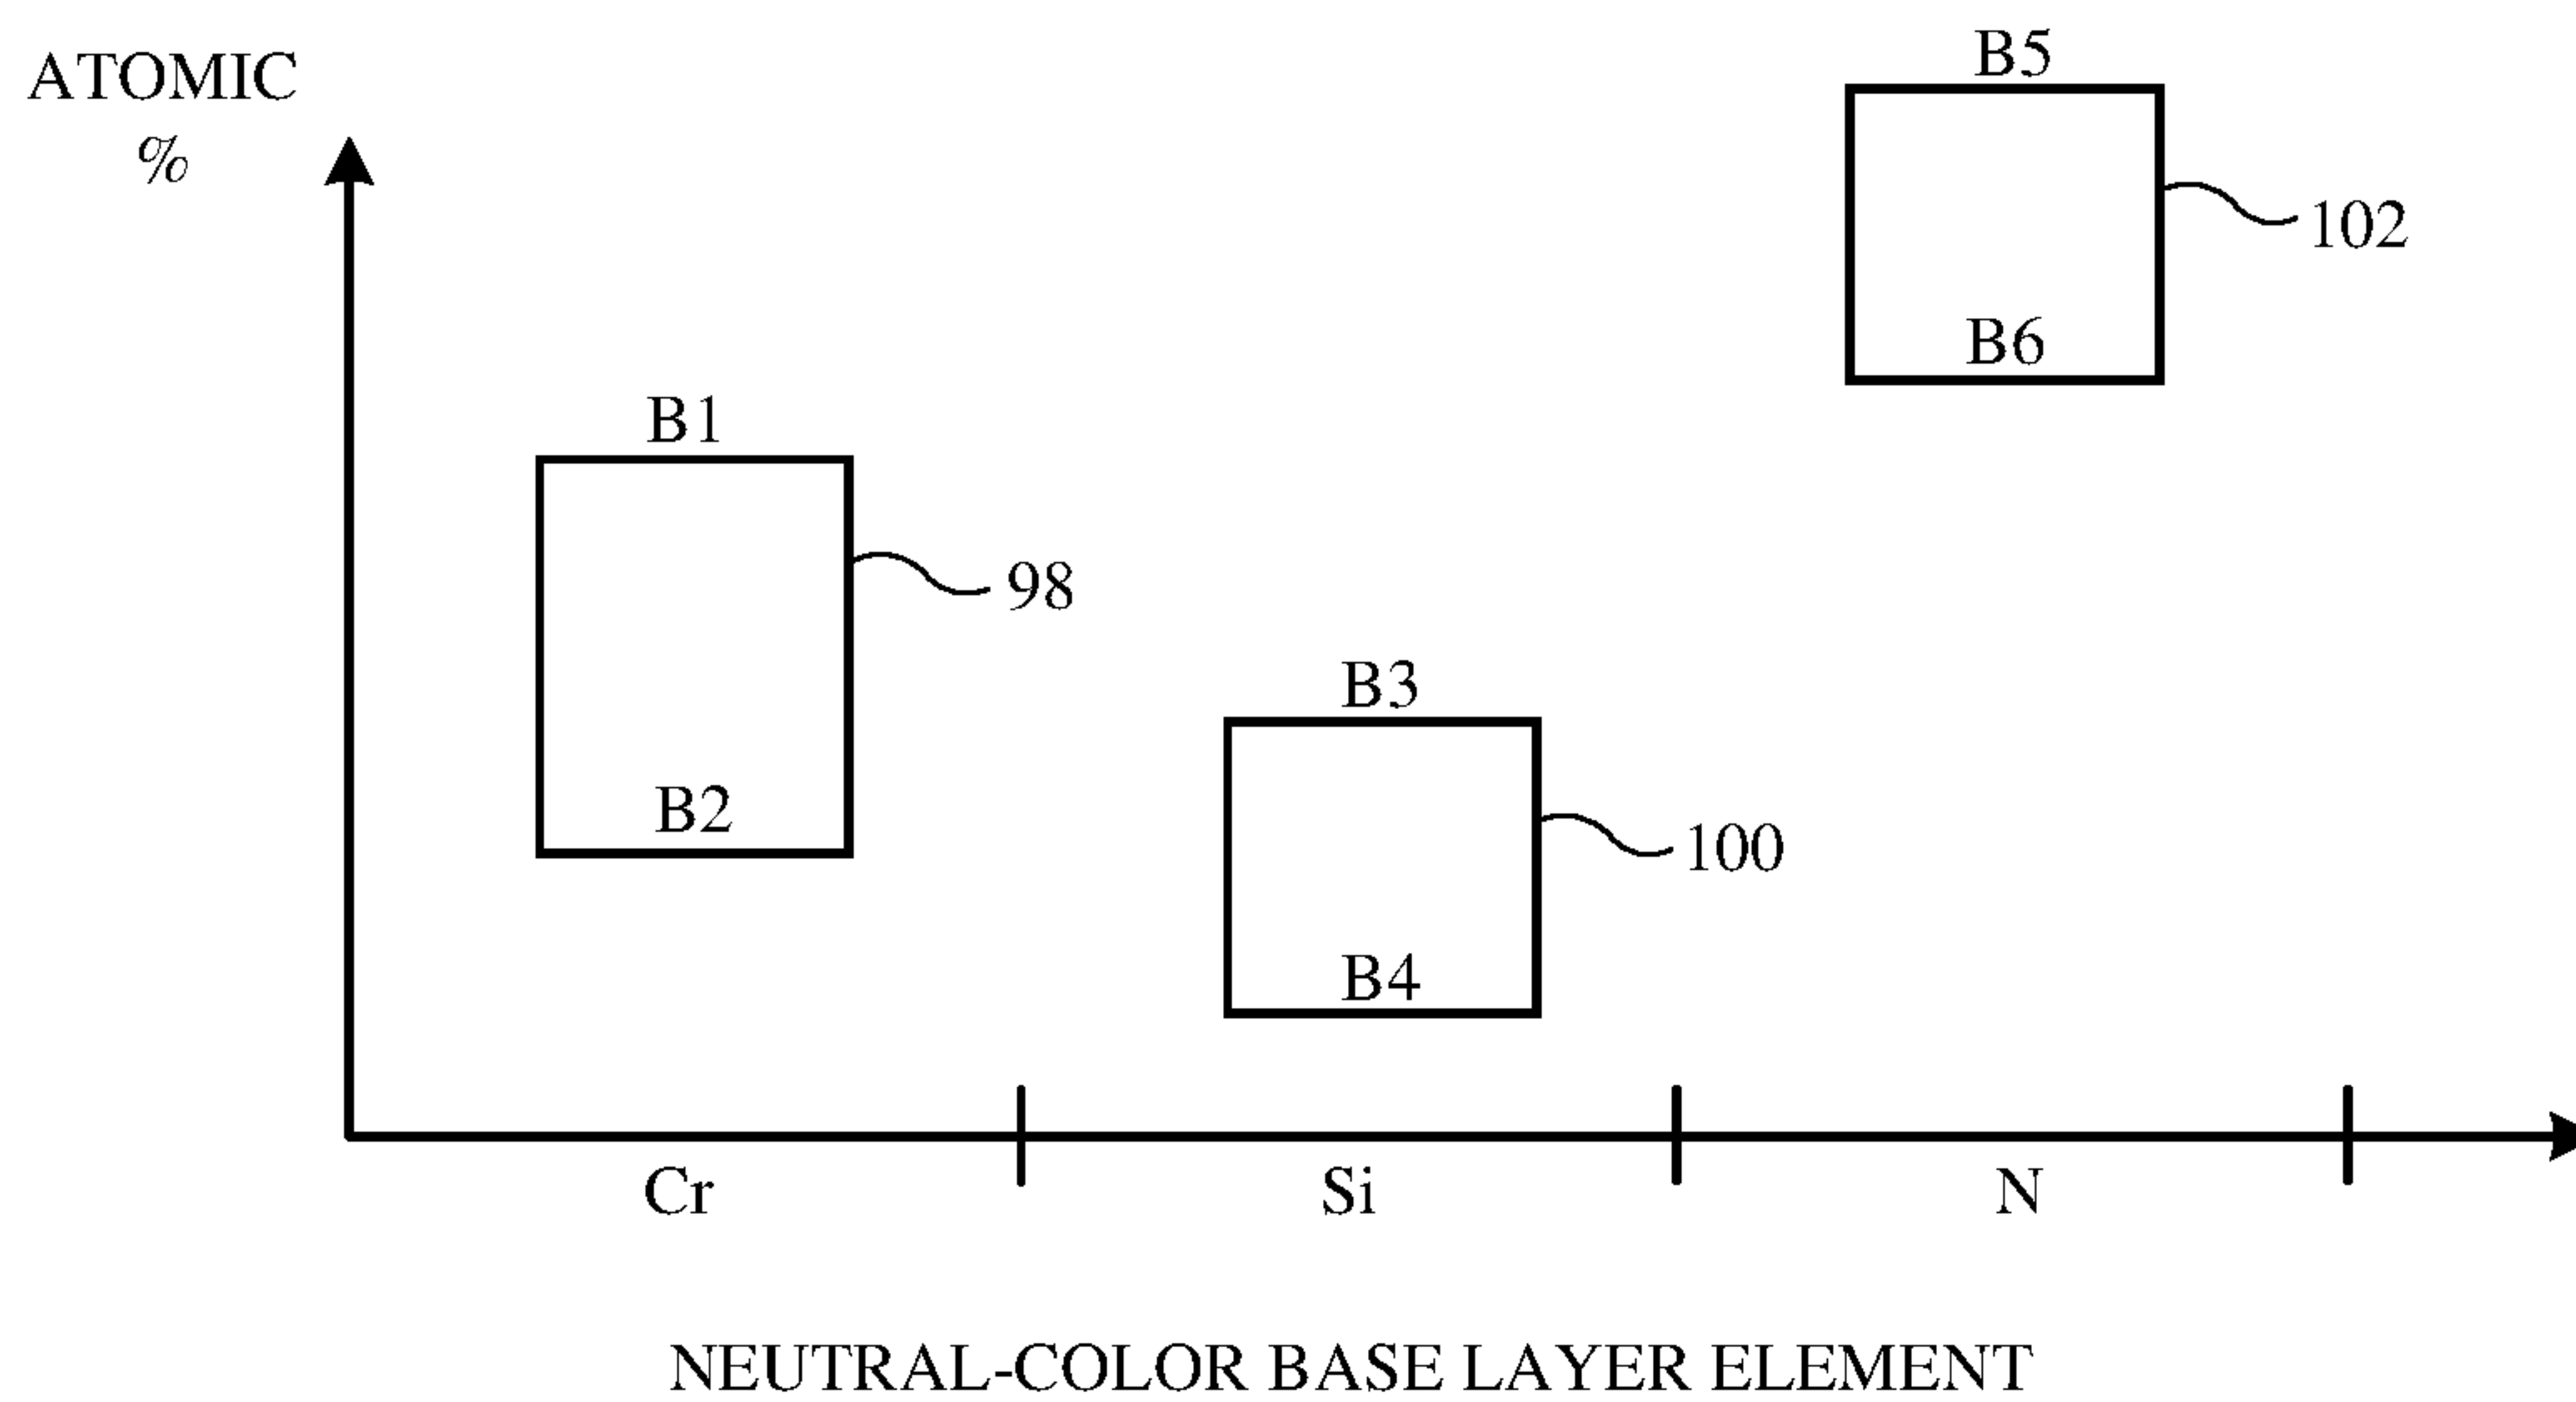 ATOMIC
%
B5
102
B6
B1
98
B3
B2
100
B4
Cr
Si
N
NEUTRAL-COLOR BASE LAYER ELEMENT